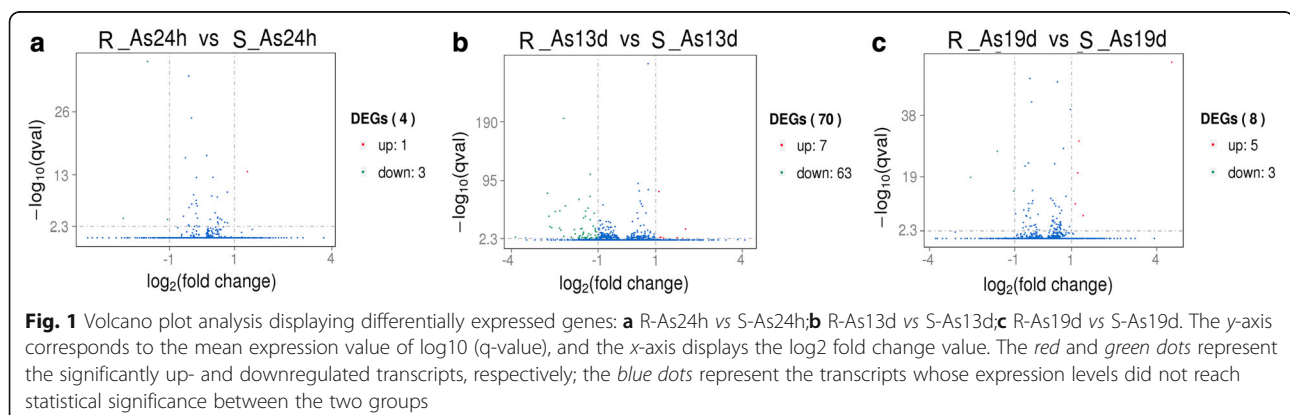 a R_As24h vs S_As24h
26
13
2.3
-1
1
4
−log10(qval)
log2(fold change)
DEGs ( 4 )
up: 1
down: 3
b R_As13d vs S_As13d
190
95
2.3
-4
-1
1
4
−log10(qval)
log2(fold change)
DEGs ( 70 )
up: 7
down: 63
c R_As19d vs S_As19d
38
19
2.3
-4
-1
1
4
−log10(qval)
log2(fold change)
DEGs ( 8 )
up: 5
down: 3
Fig. 1 Volcano plot analysis displaying differentially expressed genes: a R-As24h vs S-As24h;b R-As13d vs S-As13d;c R-As19d vs S-As19d. The y-axis
corresponds to the mean expression value of log10 (q-value), and the x-axis displays the log2 fold change value. The red and green dots represent
the significantly up- and downregulated transcripts, respectively; the blue dots represent the transcripts whose expression levels did not reach
statistical significance between the two groups